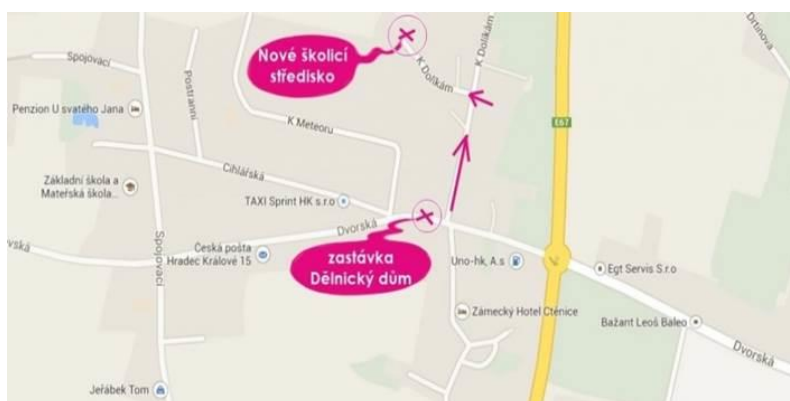 Nové školicí
středisko
K Dolíkám
K Dolíkám
Drtinova
Spojovací
Postranní
Penzion U svatého Jana
K Meteoru
E67
Cihlářská
Základní škola a
Mateřská škola...
TAXI Sprint HK s.r.o
Dvorská
Česká pošta
Hradec Králové 15
vská
Spojovací
zastávka
Dělnický dům
Uno-hk, A.s
Egt Servis S.r.o
Zámecký Hotel Ctěnice
Bažant Leoš Baleo
Dvorská
Jeřábek Tom